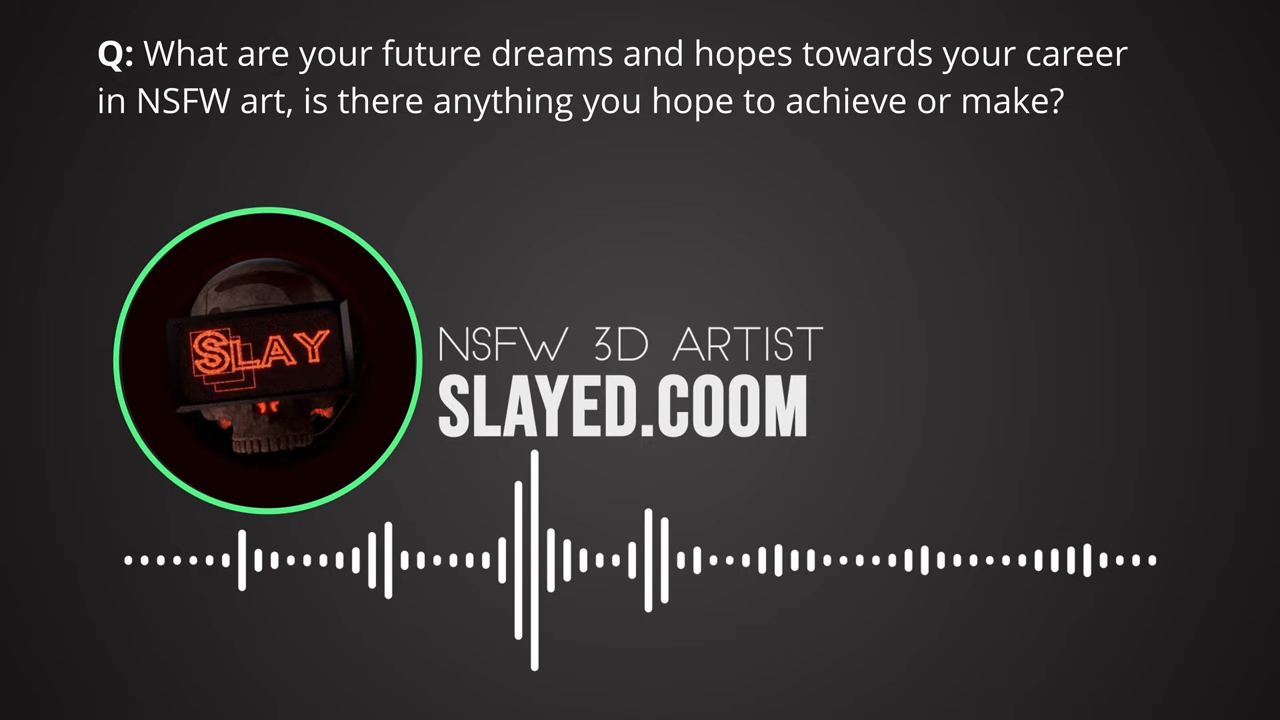 Q: What are your future dreams and hopes towards your career
in NSFW art, is there anything you hope to achieve or make?
SLAY
NSFW 3D ARTIST
SLAYED.COOM